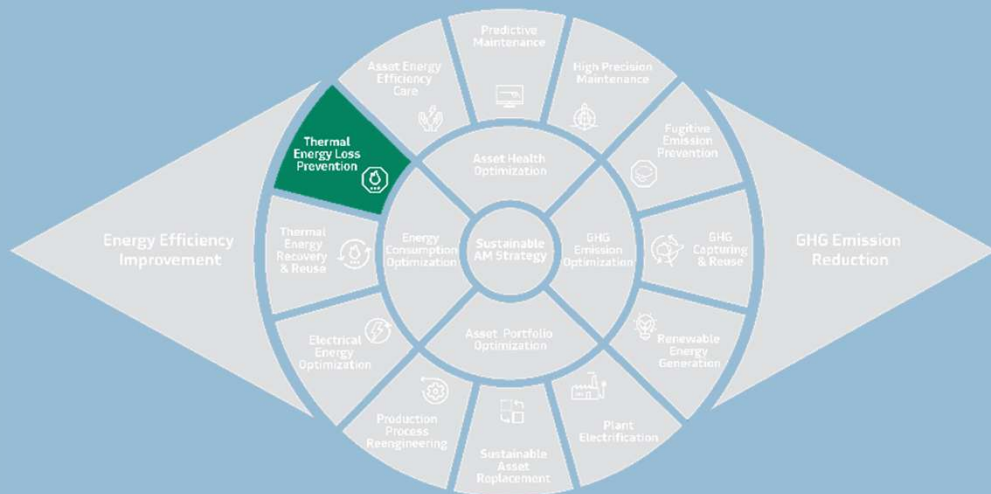 Predictive
Maintenance
Asset Energy
Efficiency
Care
High Precision
Maintenance
Thermal
Energy Loss
Prevention
Fugitive
Emission
Prevention
Asset Health
Optimization
Energy Efficiency
Improvement
Thermal
Energy
Recovery
& Reuse
Energy
Consumption
Optimization
Sustainable
AM Strategy
GHG
Emission
Optimization
GHG
Capturing
& Reuse
GHG Emission
Reduction
Electrical
Energy
Optimization
Asset Portfolio
Optimization
Renewable
Energy
Generation
Production
Process
Reengineering
Sustainable
Asset
Replacement
Plant
Electrification